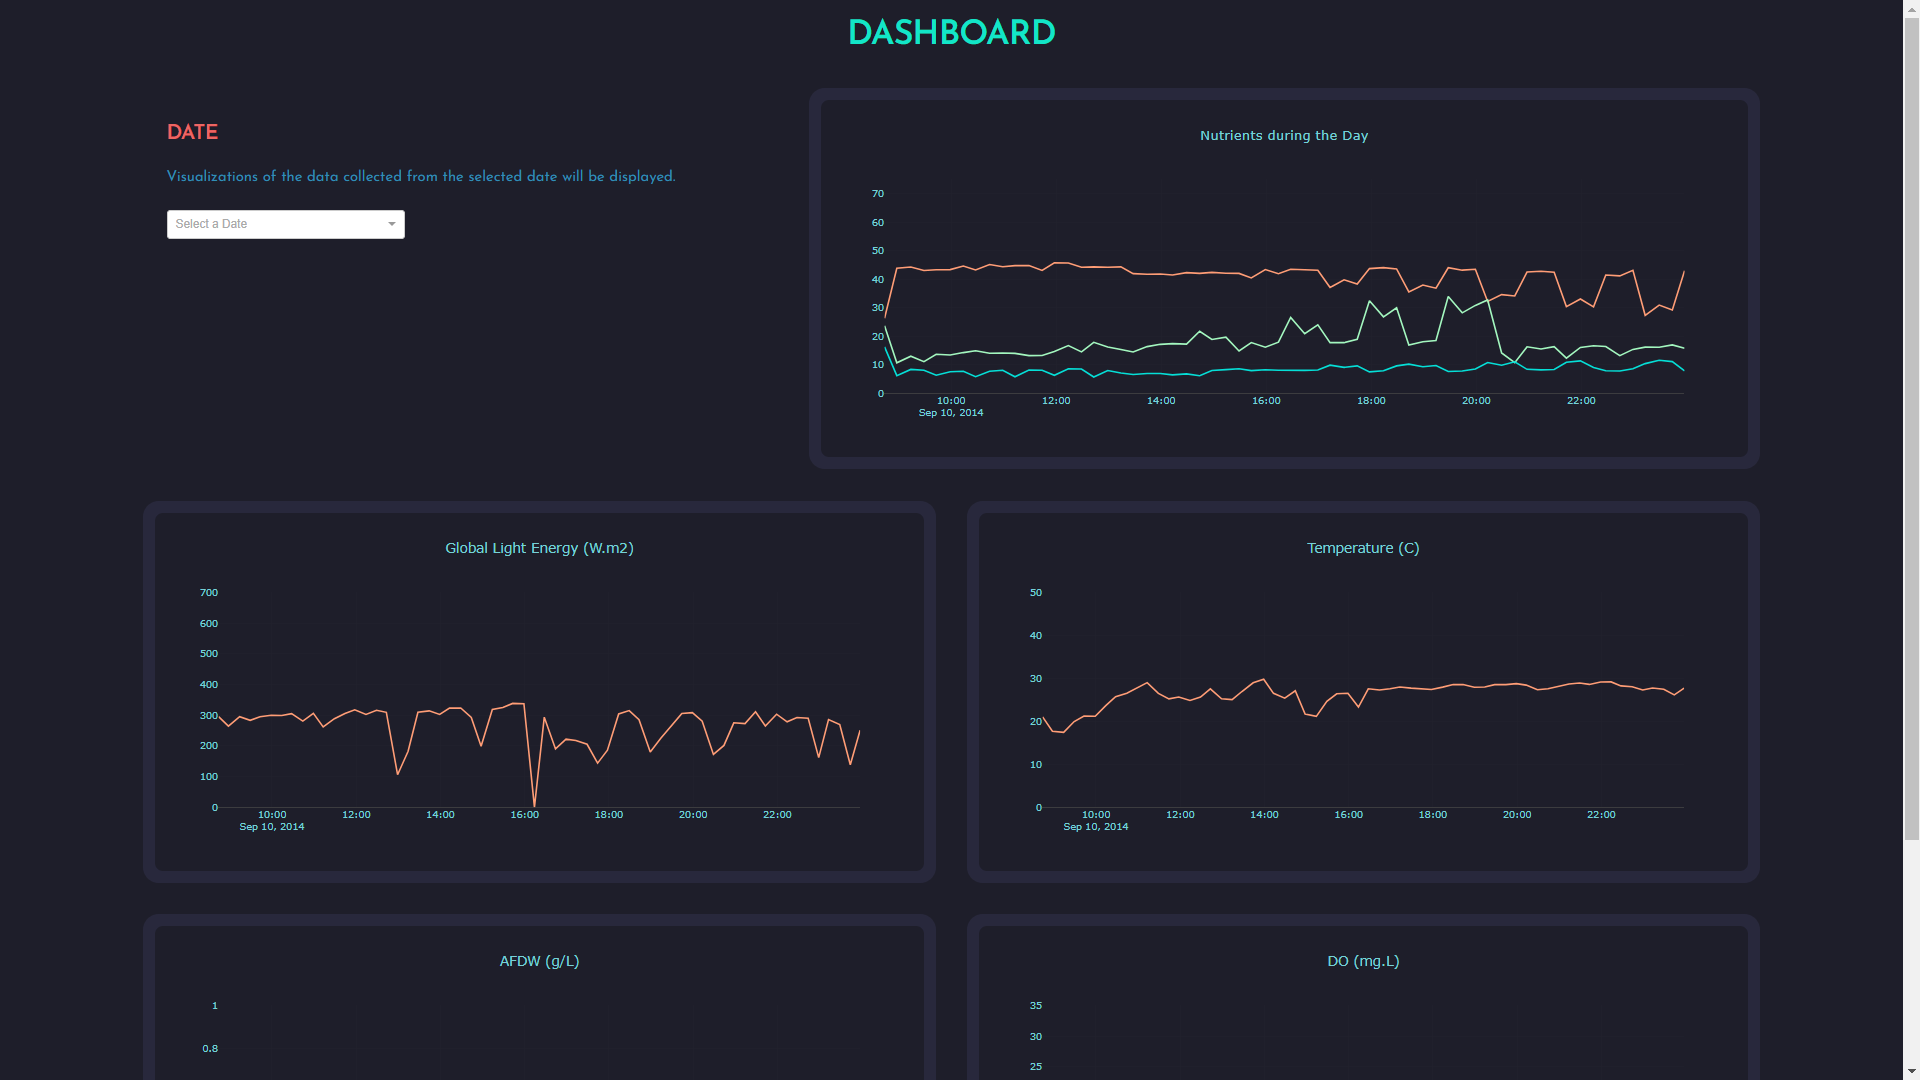 DASHBOARD
DATE
Visualizations of the data collected from the selected date will be displayed.
Select a Date
Nutrients during the Day
70
60
50
40
30
20
10
0
10:00 12:00 14:00 16:00 18:00 20:00 22:00
Sep 10, 2014
Global Light Energy (W.m2)
700
600
500
400
300
200
100
0
10:00 12:00 14:00 16:00 18:00 20:00 22:00
Sep 10, 2014
Temperature (C)
50
40
30
20
10
0
10:00 12:00 14:00 16:00 18:00 20:00 22:00
Sep 10, 2014
AFDW (g/L)
1
0.8
DO (mg.L)
35
30
25